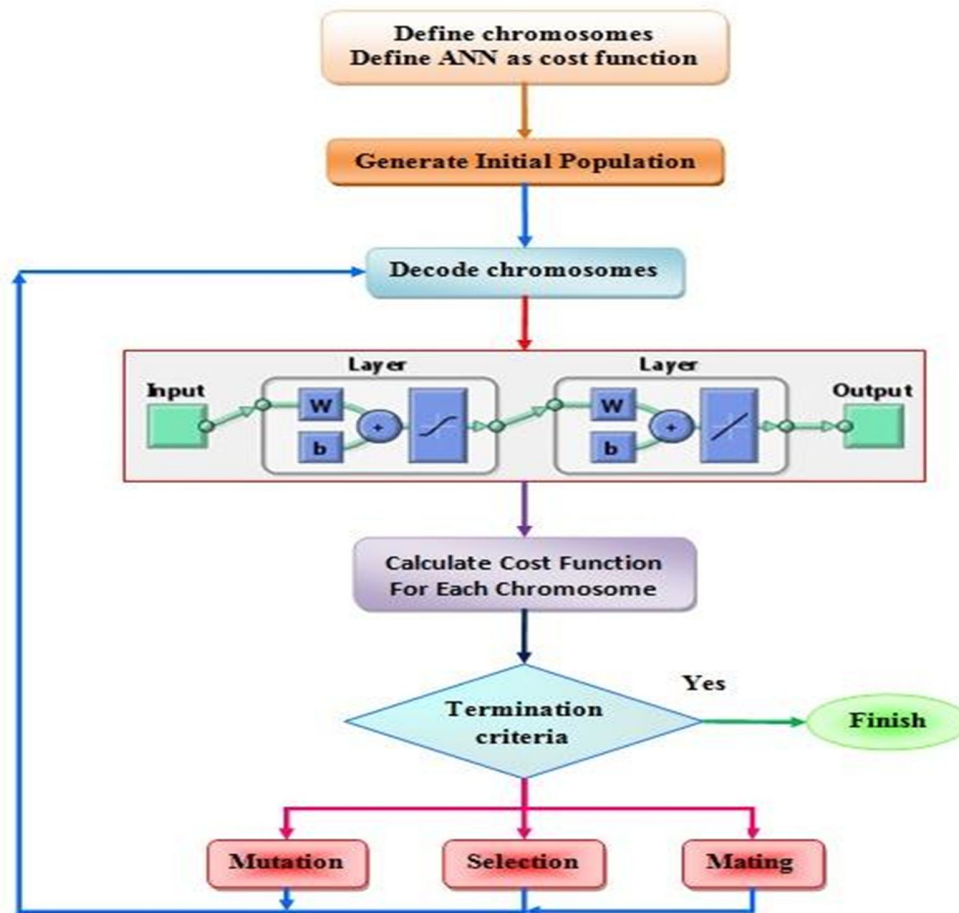 Define chromosomes
Define ANN as cost function
Generate Initial Population
Decode chromosomes
Layer
Layer
Input
Output
W
W
+
+
b
b
Calculate Cost Function
For Each Chromosome
Yes
Termination
criteria
Finish
Mutation
Selection
Mating